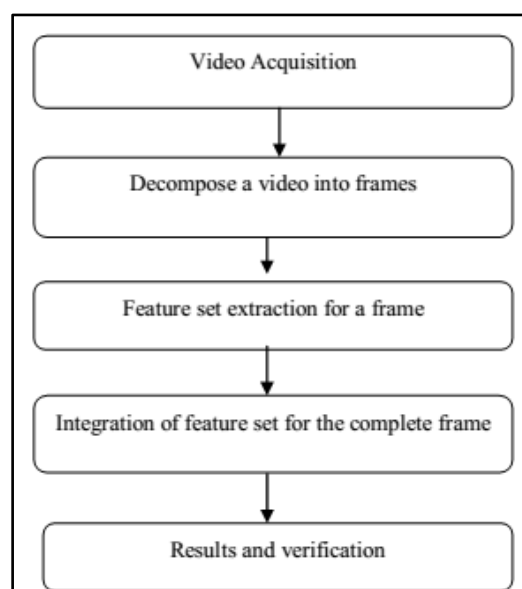 Video Acquisition
Decompose a video into frames
Feature set extraction for a frame
Integration of feature set for the complete frame
Results and verification